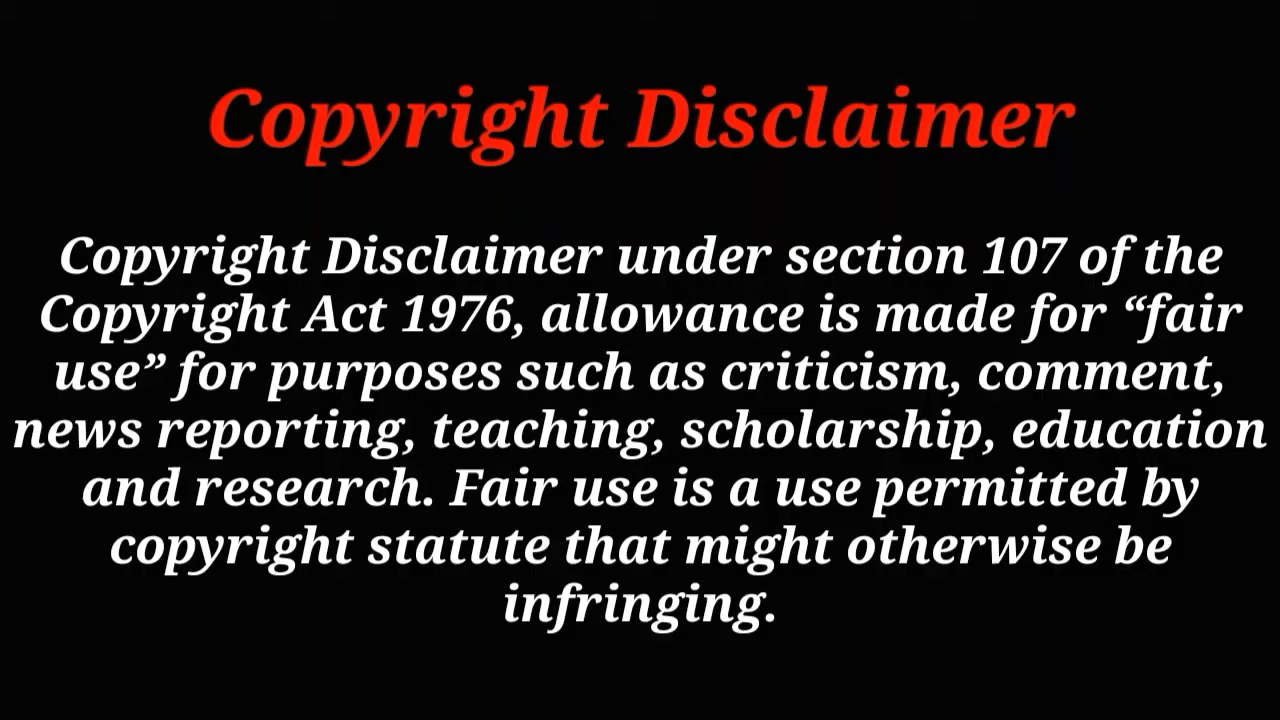 Copyright Disclaimer
Copyright Disclaimer under section 107 of the
Copyright Act 1976, allowance is made for “fair
use” for purposes such as criticism, comment,
news reporting, teaching, scholarship, education
and research. Fair use is a use permitted by
copyright statute that might otherwise be
infringing.